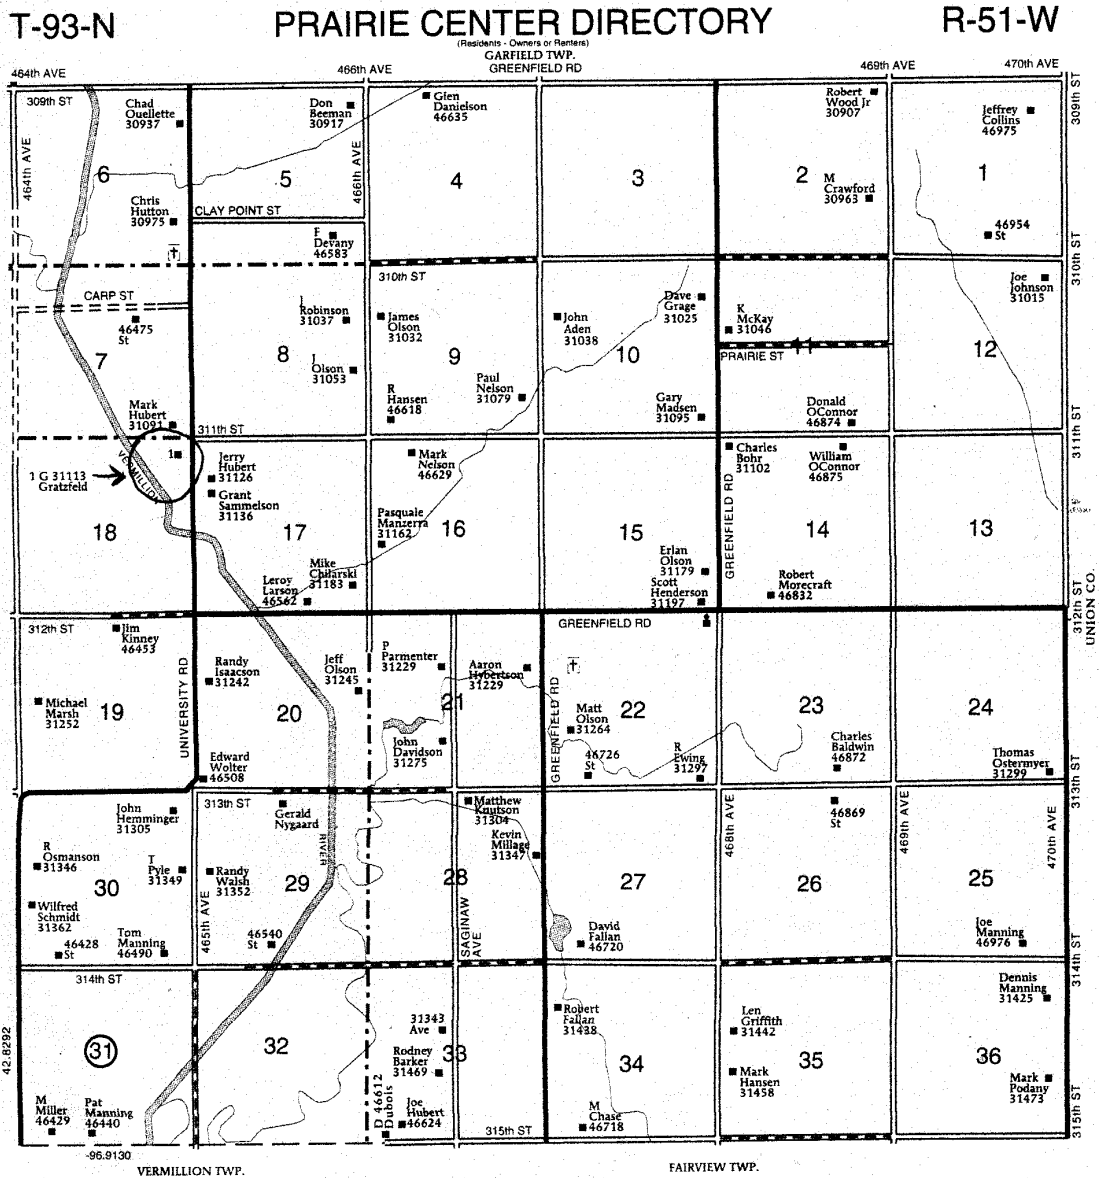 T-93-N
PRAIRIE CENTER DIRECTORY
R-51-W
(Residents - Owners or Renters)
GARFIELD TWP.
464th AVE
466th AVE
GREENFIELD RD
469th AVE
470th AVE
309th ST
309th ST
464th AVE
466th AVE
Chad
Ouellette
30937
6
Chris
Hutton
30975
Don
Beeman
30917
5
CLAY POINT ST
Glen
Danielson
46635
4
3
Robert
Wood Jr
30907
2
M
Crawford
30963
Jeffrey
Collins
46975
1
46954
St
310th ST
CARP ST
46475
St
7
Mark
Hubert
31091
F
Devany
46583
J
Robinson
31037
8
J
Olson
31053
311th ST
310th ST
James
Olson
31032
9
R
Hansen
46618
Paul
Nelson
31079
John
Aden
31038
Dave
Grage
31025
10
Gary
Madsen
31095
K
McKay
31046
11
PRAIRIE ST
Donald
OConnor
46874
Joe
Johnson
31015
12
311th ST
1
1 G 31113
Gratzfeld
VERMILLION
18
Jerry
Hubert
31126
Grant
Sammelson
31136
17
Mike
Chilarski
31183
Leroy
Larson
46562
Mark
Nelson
46629
Pasquale
Manzerra
31162
16
15
Erlan
Olson
31179
Scott
Henderson
31197
GREENFIELD RD
Charles
Bohr
31102
William
OConnor
46875
14
Robert
Morecraft
46832
13
312th ST
UNION CO.
312th ST
Jim
Kinney
46453
Michael
Marsh
31252
19
UNIVERSITY RD
Randy
Isaacson
31242
Jeff
Olson
31245
20
Edward
Wolter
46508
P
Parmenter
31229
Aaron
Hybertson
31229
21
John
Davidson
31275
GREENFIELD RD
GREENFIELD RD
Matt
Olson
31264
22
46726
St
R
Ewing
31297
23
Charles
Baldwin
46872
24
Thomas
Ostermyer
31299
313th ST
John
Hemminger
31305
R
Osmanson
31346
T
Pyle
31349
30
Wilfred
Schmidt
31362
46428
St
Tom
Manning
46490
313th ST
Gerald
Nygaard
RIVER
Randy
Walsh
31352
29
465th AVE
46540
St
Matthew
Knutson
31304
Kevin
Millage
31347
28
SAGINAW
AVE
27
David
Fallan
46720
468th AVE
46869
St
26
469th AVE
470th AVE
25
Joe
Manning
46976
314th ST
314th ST
42.8292
31
M
Miller
46429
Pat
Manning
46440
32
31343
Ave
Rodney
Barker
31469
33
D 46612
Dubois
Joe
Hubert
46624
315th ST
Robert
Fallan
31438
34
M
Chase
46718
Len
Griffith
31442
35
Mark
Hansen
31458
Dennis
Manning
31425
36
Mark
Podany
31473
315th ST
-96.9130
VERMILLION TWP.
FAIRVIEW TWP.